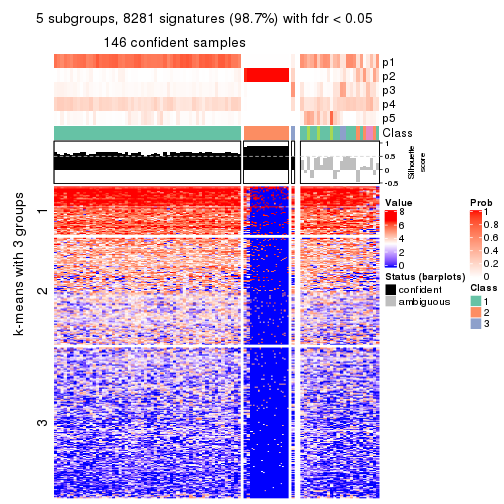 5 subgroups, 8281 signatures (98.7%) with fdr < 0.05
146 confident samples
p1
p2
p3
p4
p5
Class
1
0.5
0
-0.5
Silhouette
score
k-means with 3 groups
1
2
3
Value
8
6
4
2
0
Status (barplots)
confident
ambiguous
Prob
1
0.8
0.6
0.4
0.2
0
Class
1
2
3